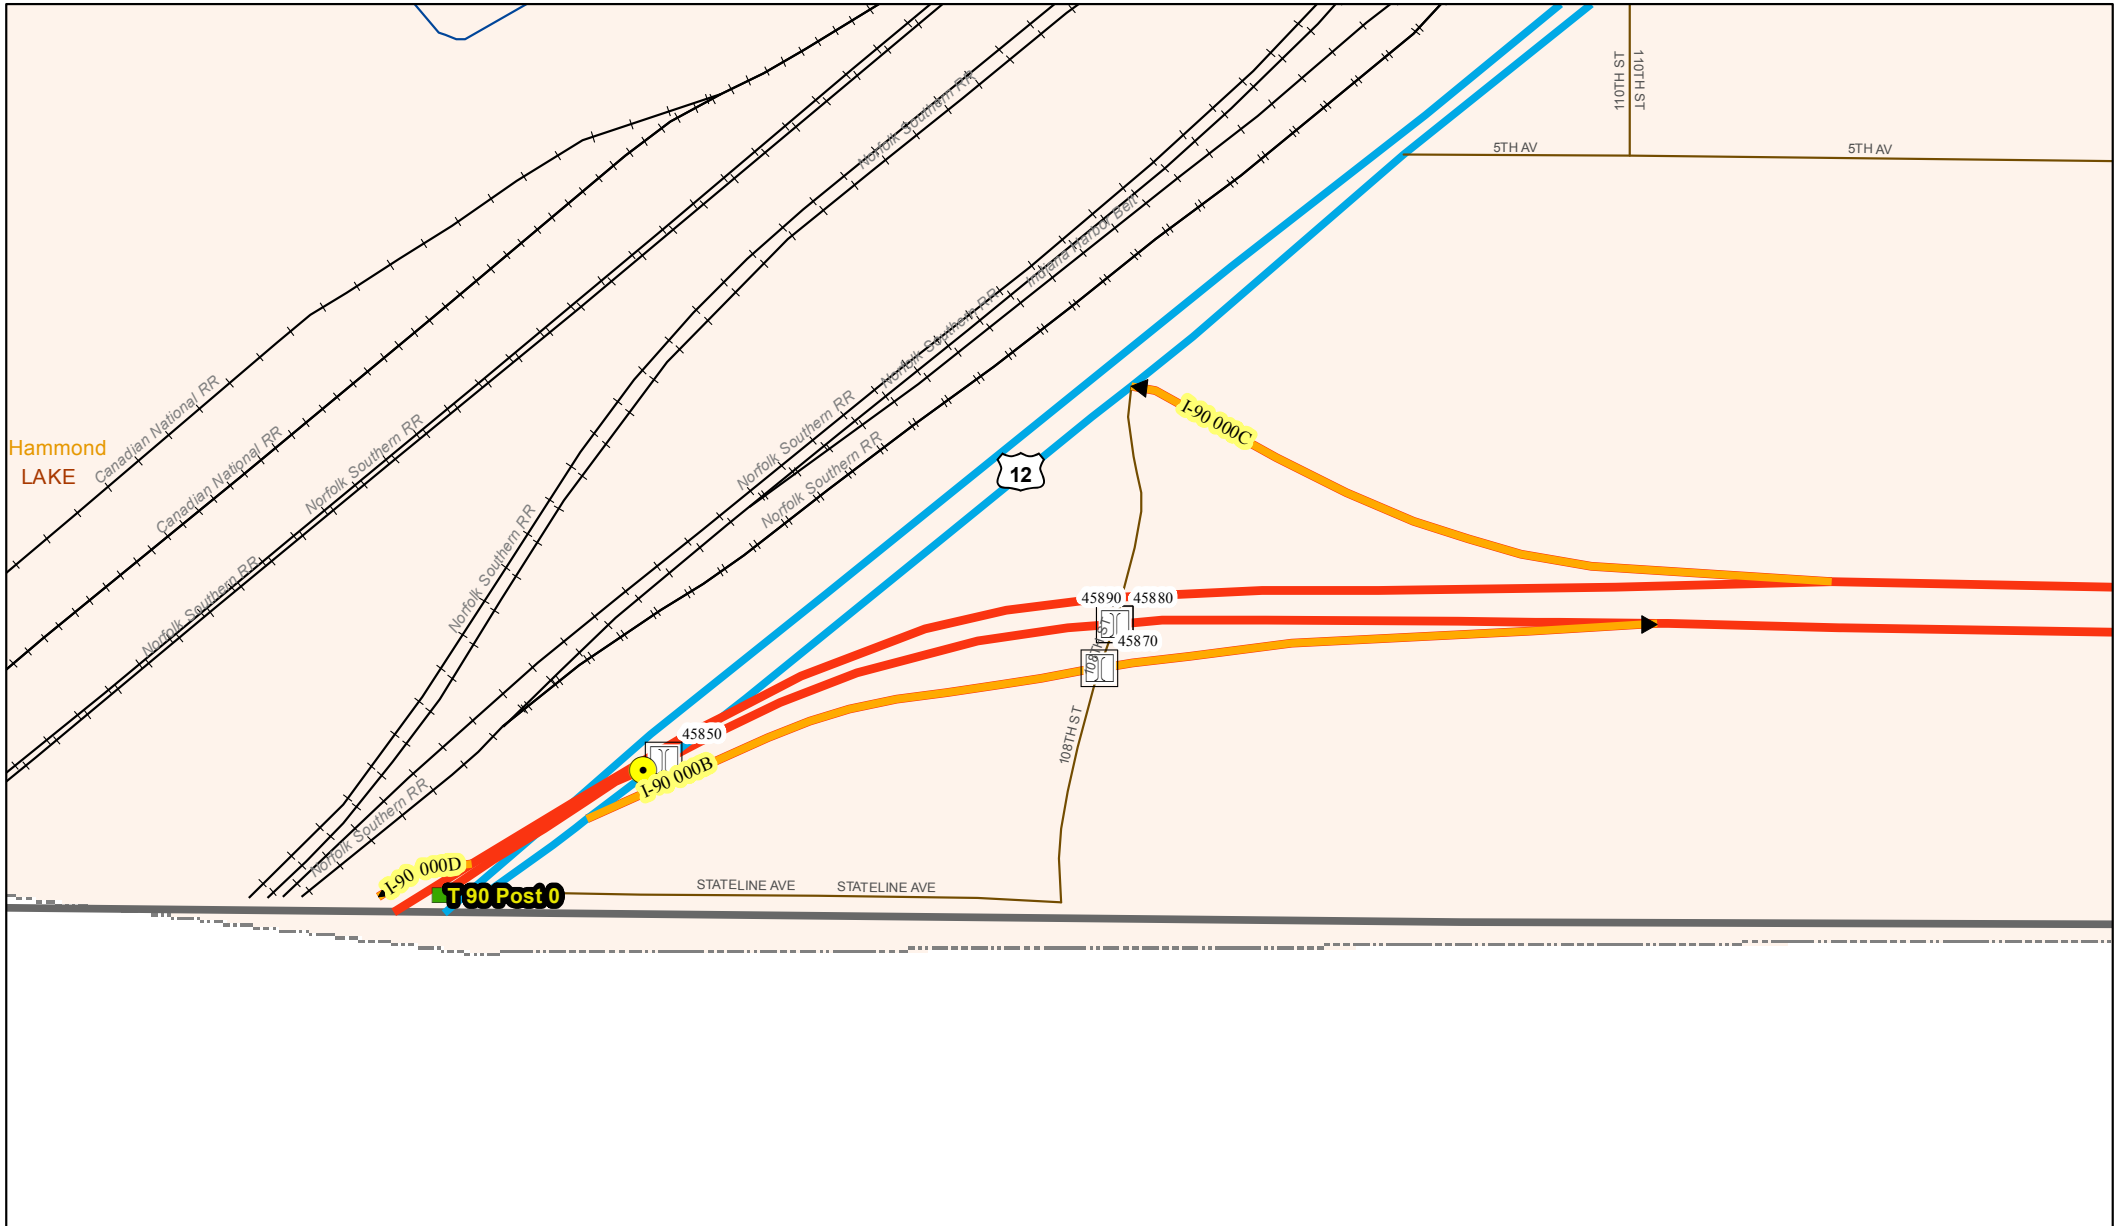 110TH ST
110TH ST
5TH AV
5TH AV
Norfolk Southern RR
Indiana Harbor Belt
Norfolk Southern RR
Canadian National RR
Norfolk Southern RR
Norfolk Southern RR
I-90 000C
Hammond
LAKE
Canadian National RR
Norfolk Southern RR
12
Norfolk Southern RR
Norfolk Southern RR
45890
45880
108TH ST
45870
108TH ST
45850
I-90 000B
Norfolk Southern RR
I-90 000D
T 90 Post 0
STATELINE AVE
STATELINE AVE